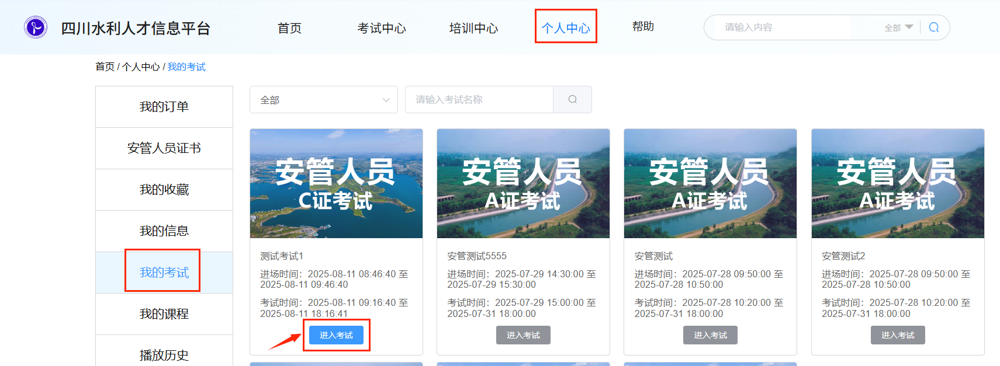 四川水利人才信息平台
首页
考试中心
培训中心
个人中心
帮助
请输入内容
全部
首页 / 个人中心 / 我的考试
我的订单
安管人员证书
我的收藏
我的信息
我的考试
我的课程
播放历史
全部
请输入考试名称
安管人员
C证考试
测试考试1
进场时间：2025-08-11 08:46:40 至
2025-08-11 09:46:40
考试时间：2025-08-11 09:16:40 至
2025-08-11 18:16:41
进入考试
安管人员
A证考试
安管测试5555
进场时间：2025-07-29 14:30:00 至
2025-07-29 15:30:00
考试时间：2025-07-29 15:00:00 至
2025-07-31 18:00:00
进入考试
安管人员
A证考试
安管测试
进场时间：2025-07-28 09:50:00 至
2025-07-28 10:50:00
考试时间：2025-07-28 10:20:00 至
2025-07-31 18:00:00
进入考试
安管人员
A证考试
安管测试2
进场时间：2025-07-28 09:50:00 至
2025-07-28 10:50:00
考试时间：2025-07-28 10:20:00 至
2025-07-31 18:00:00
进入考试